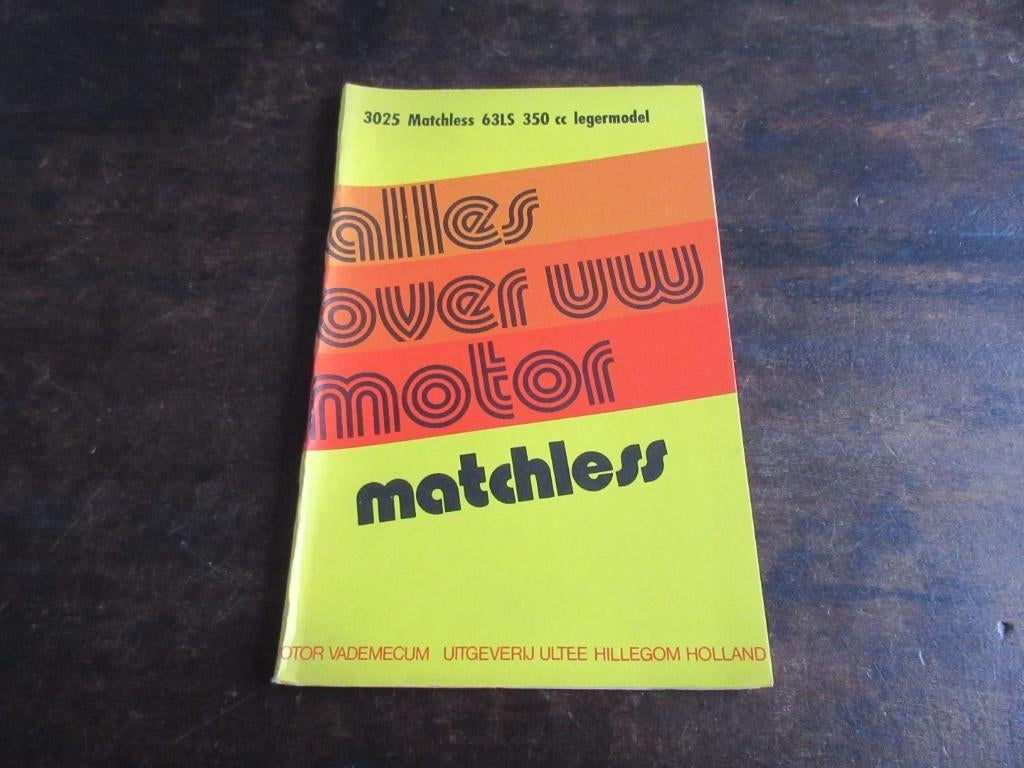 3025 Matchless 63LS 350 cc legermodel
alles
over uw
motor
matchless
OTOR VADEMECUM UITGEVERIJ ULTEE HILLEGOM HOLLAND